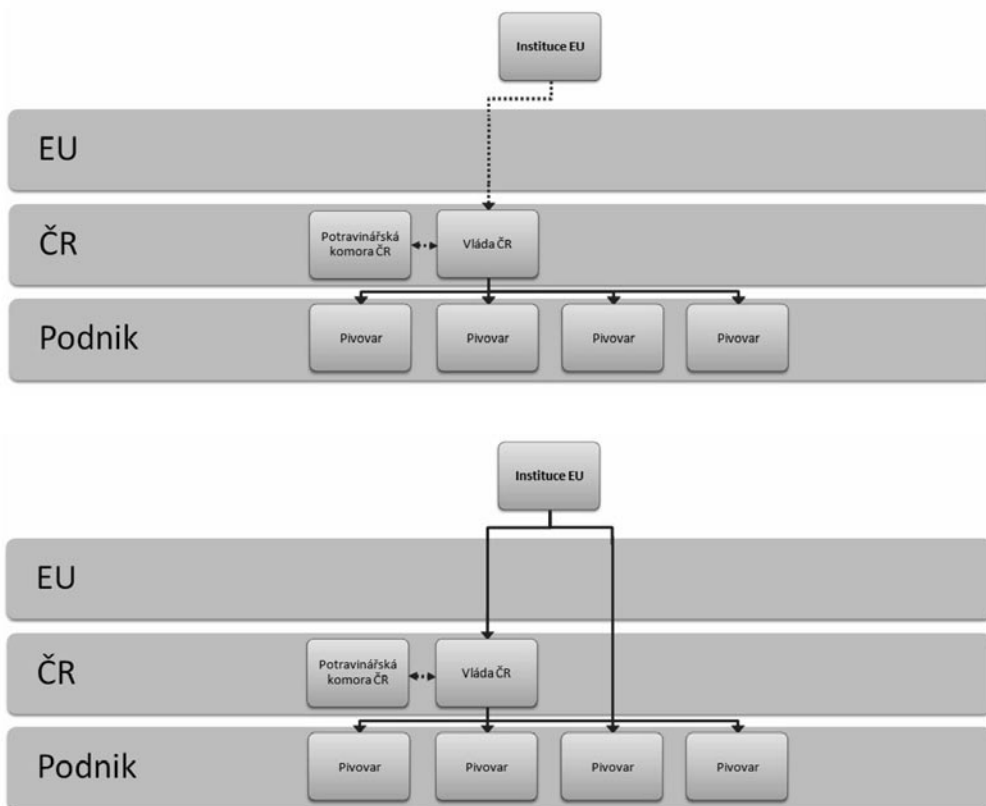 Instituce EU
EU
ČR
Potravinářská
komora ČR
Vláda ČR
Podnik
Pivovar
Pivovar
Pivovar
Pivovar
Instituce EU
EU
ČR
Potravinářská
komora ČR
Vláda ČR
Podnik
Pivovar
Pivovar
Pivovar
Pivovar